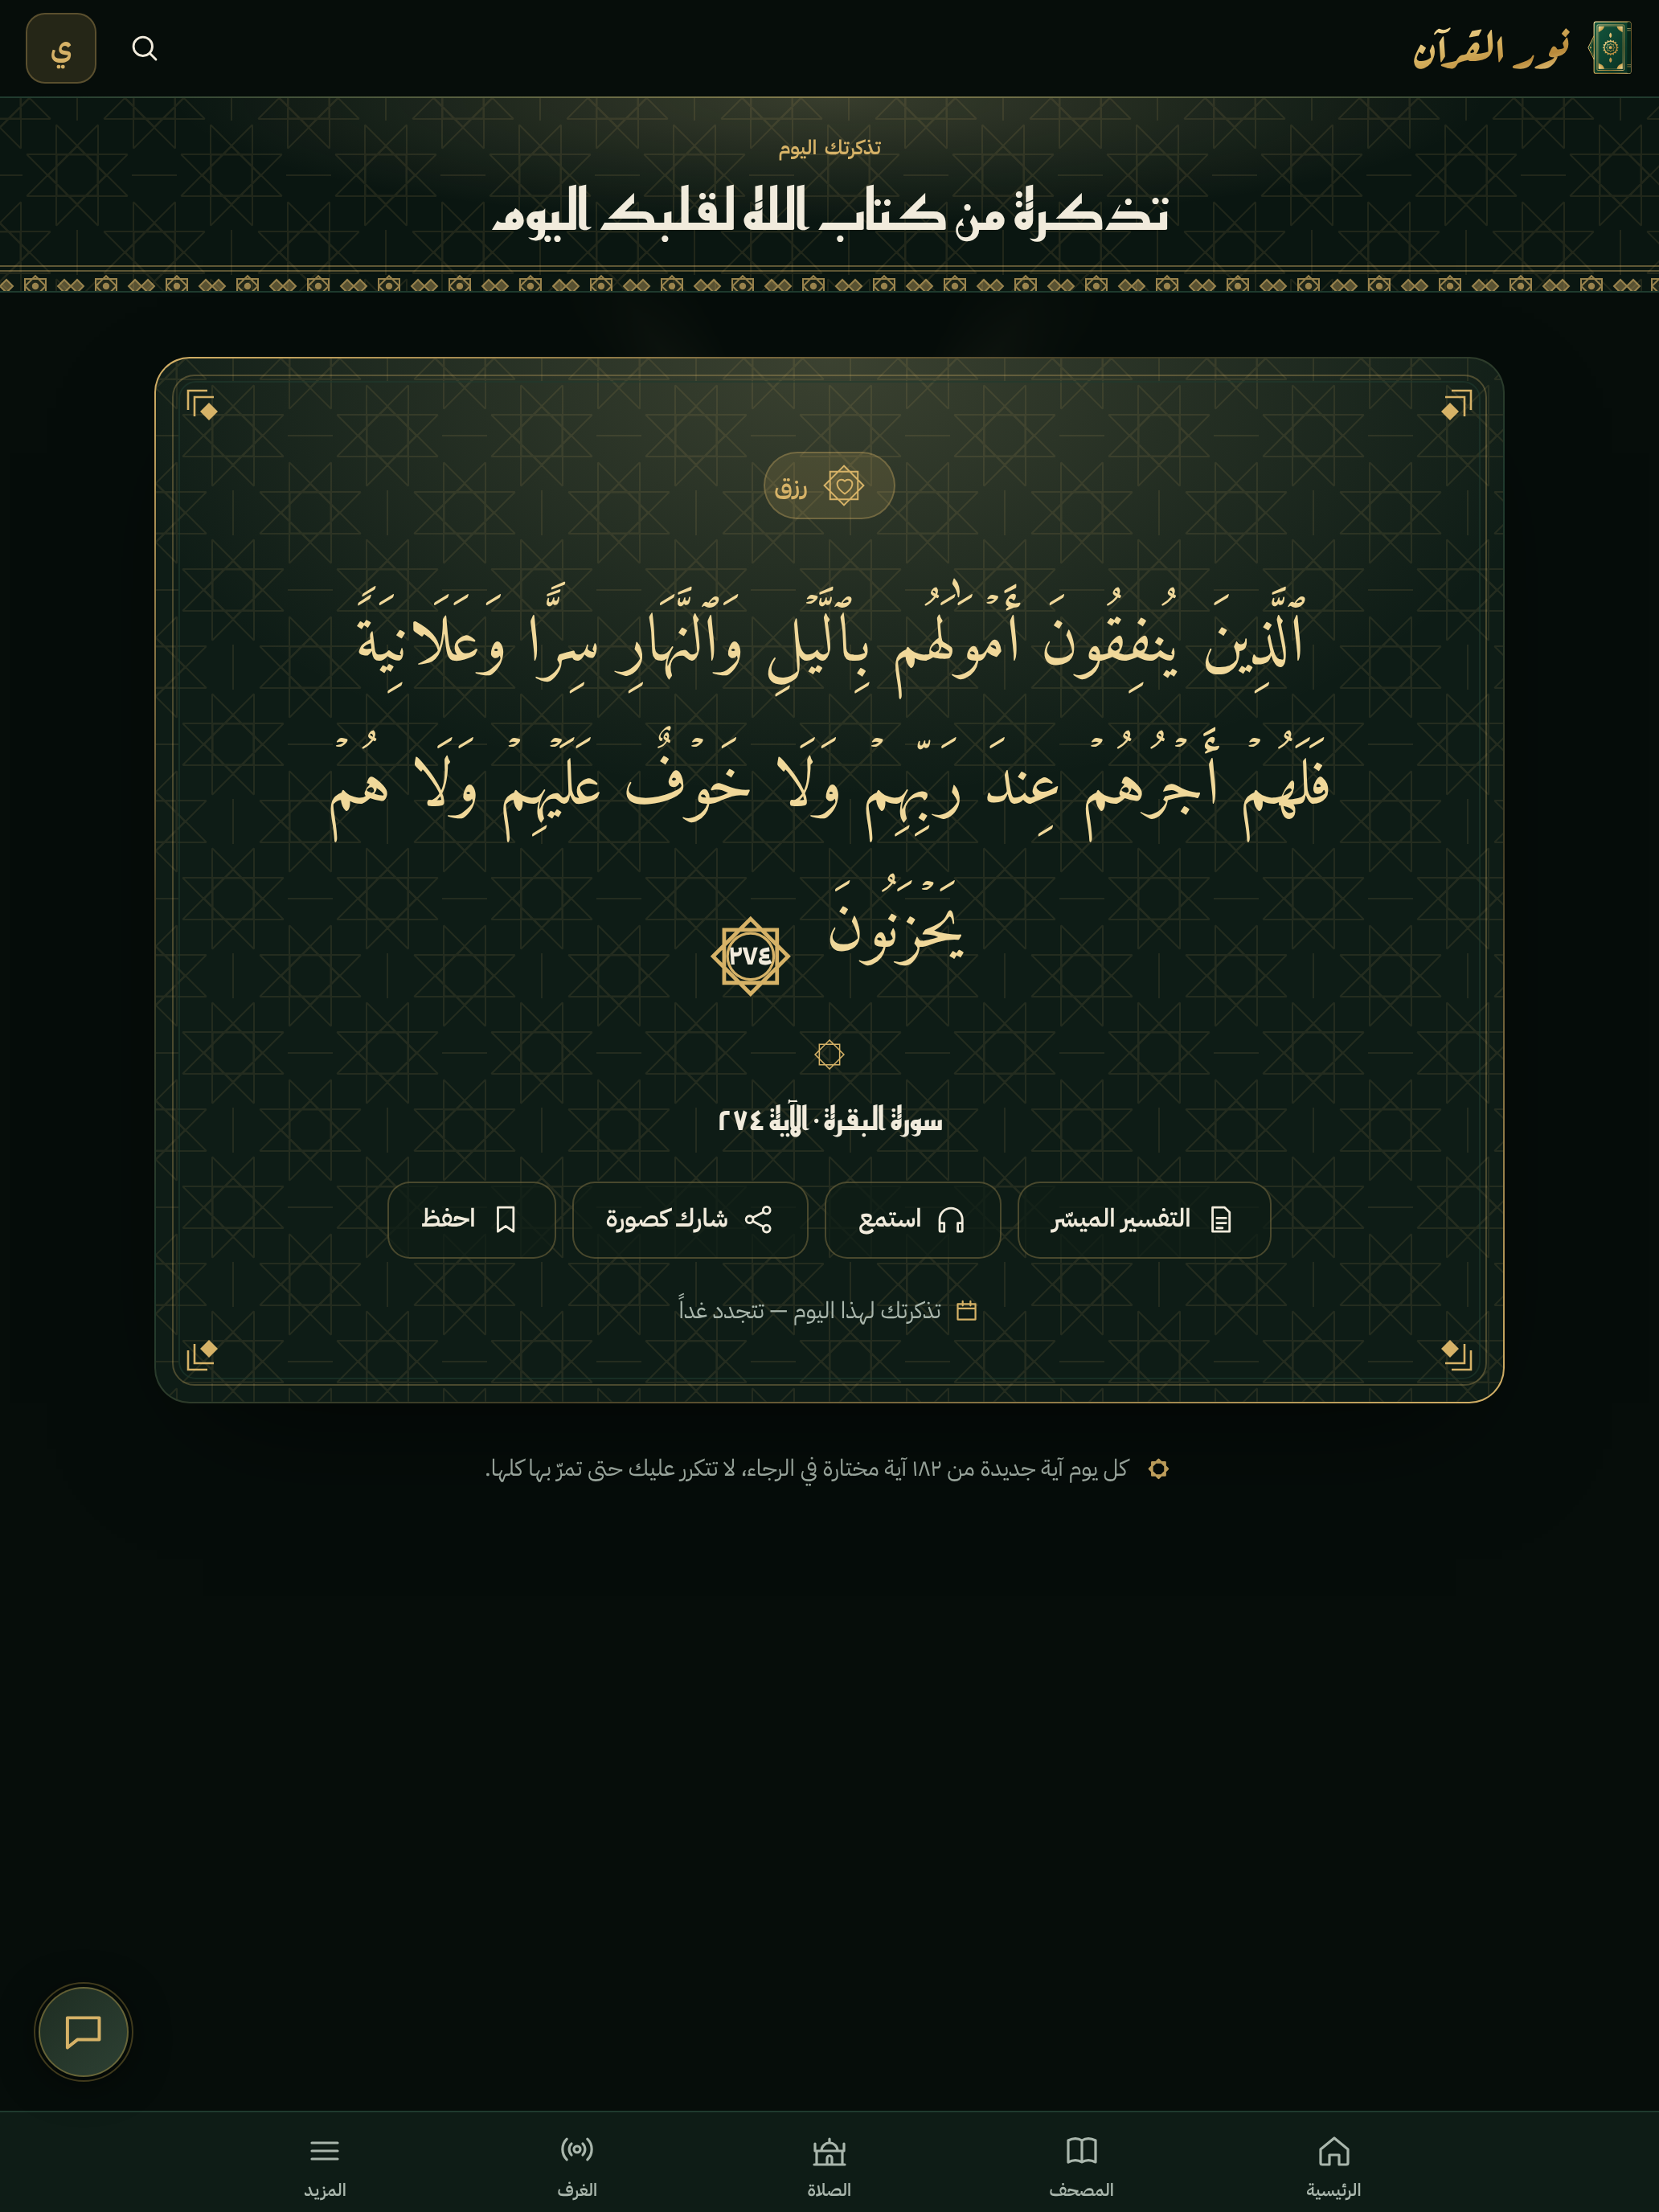 نور القرآن
ي
تذكرتك اليوم
تذكرة من كتاب الله لقلبك اليوم
رزق
ٱلَّذِينَ يُنفِقُونَ أَمۡوَٰلَهُم بِٱلَّيۡلِ وَٱلنَّهَارِ سِرّٗا وَعَلَانِيَةٗ
فَلَهُمۡ أَجۡرُهُمۡ عِندَ رَبِّهِمۡ وَلَا خَوۡفٌ عَلَيۡهِمۡ وَلَا هُمۡ
يَحۡزَنُونَ ٢٧٤
سورة البقرة · الآية ٢٧٤
التفسير الميسّر
استمع
شارك كصورة
احفظ
تذكرتك لهذا اليوم — تتجدد غداً
كل يوم آية جديدة من ١٨٢ آية مختارة في الرجاء، لا تتكرر عليك حتى تمرّ بها كلها.
الرئيسية
المصحف
الصلاة
الغرف
المزيد